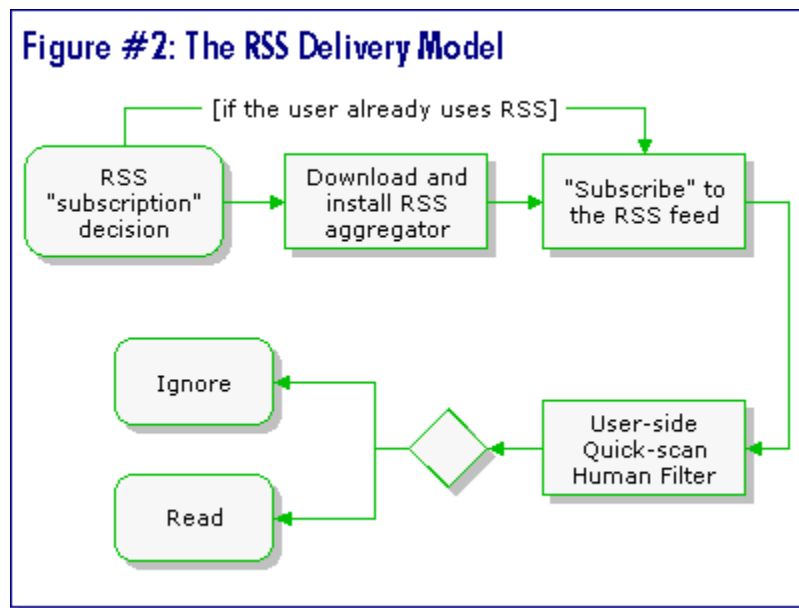 Figure #2: The RSS Delivery Model
[if the user already uses RSS]
RSS
"subscription"
decision
Download and
install RSS
aggregator
"Subscribe" to
the RSS feed
Ignore
User-side
Quick-scan
Human Filter
Read